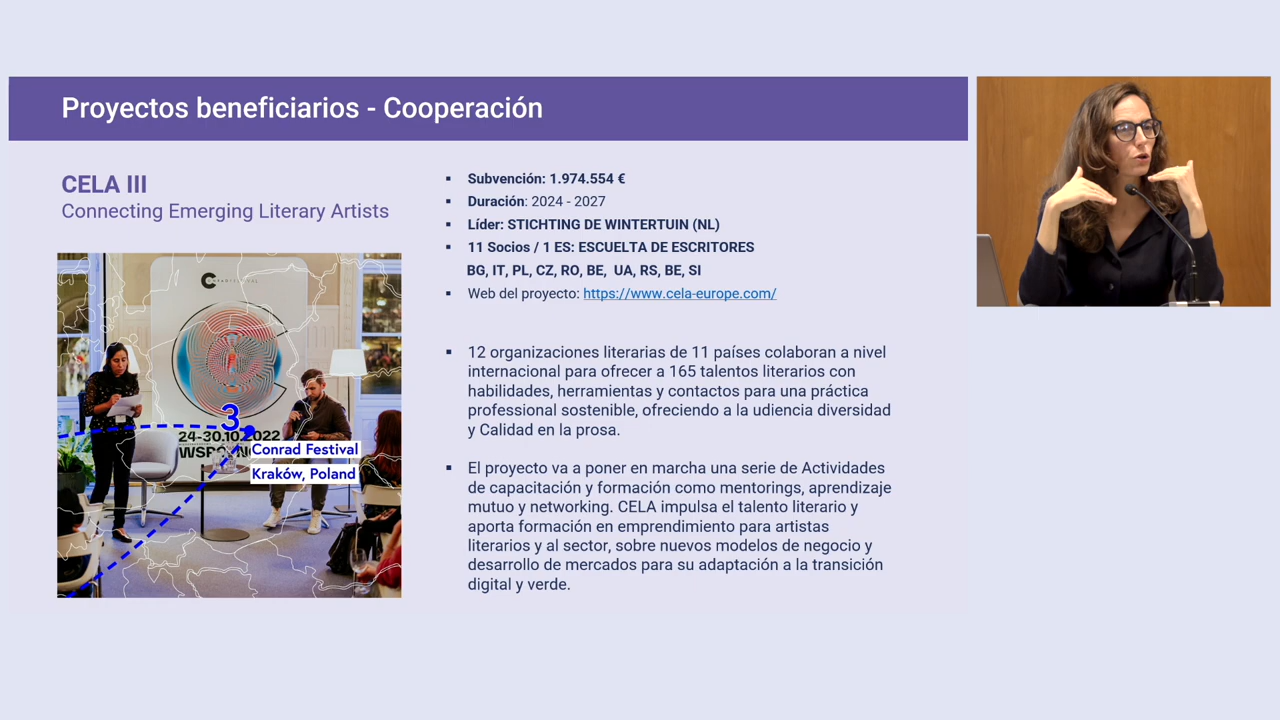 Proyectos beneficiarios - Cooperación
CELA III
Connecting Emerging Literary Artists
Subvención: 1.974.554 €
Duración: 2024 - 2027
Líder: STICHTING DE WINTERTUIN (NL)
11 Socios / 1 ES: ESCUELTA DE ESCRITORES
BG, IT, PL, CZ, RO, BE, UA, RS, BE, SI
Web del proyecto: https://www.cela-europe.com/
12 organizaciones literarias de 11 países colaboran a nivel
internacional para ofrecer a 165 talentos literarios con
habilidades, herramientas y contactos para una práctica
professional sostenible, ofreciendo a la udiencia diversidad
y Calidad en la prosa.
El proyecto va a poner en marcha una serie de Actividades
de capacitación y formación como mentorings, aprendizaje
mutuo y networking. CELA impulsa el talento literario y
aporta formación en emprendimiento para artistas
literarios y al sector, sobre nuevos modelos de negocio y
desarrollo de mercados para su adaptación a la transición
digital y verde.
3
24-30.10.2022
Conrad Festival
Kraków, Poland